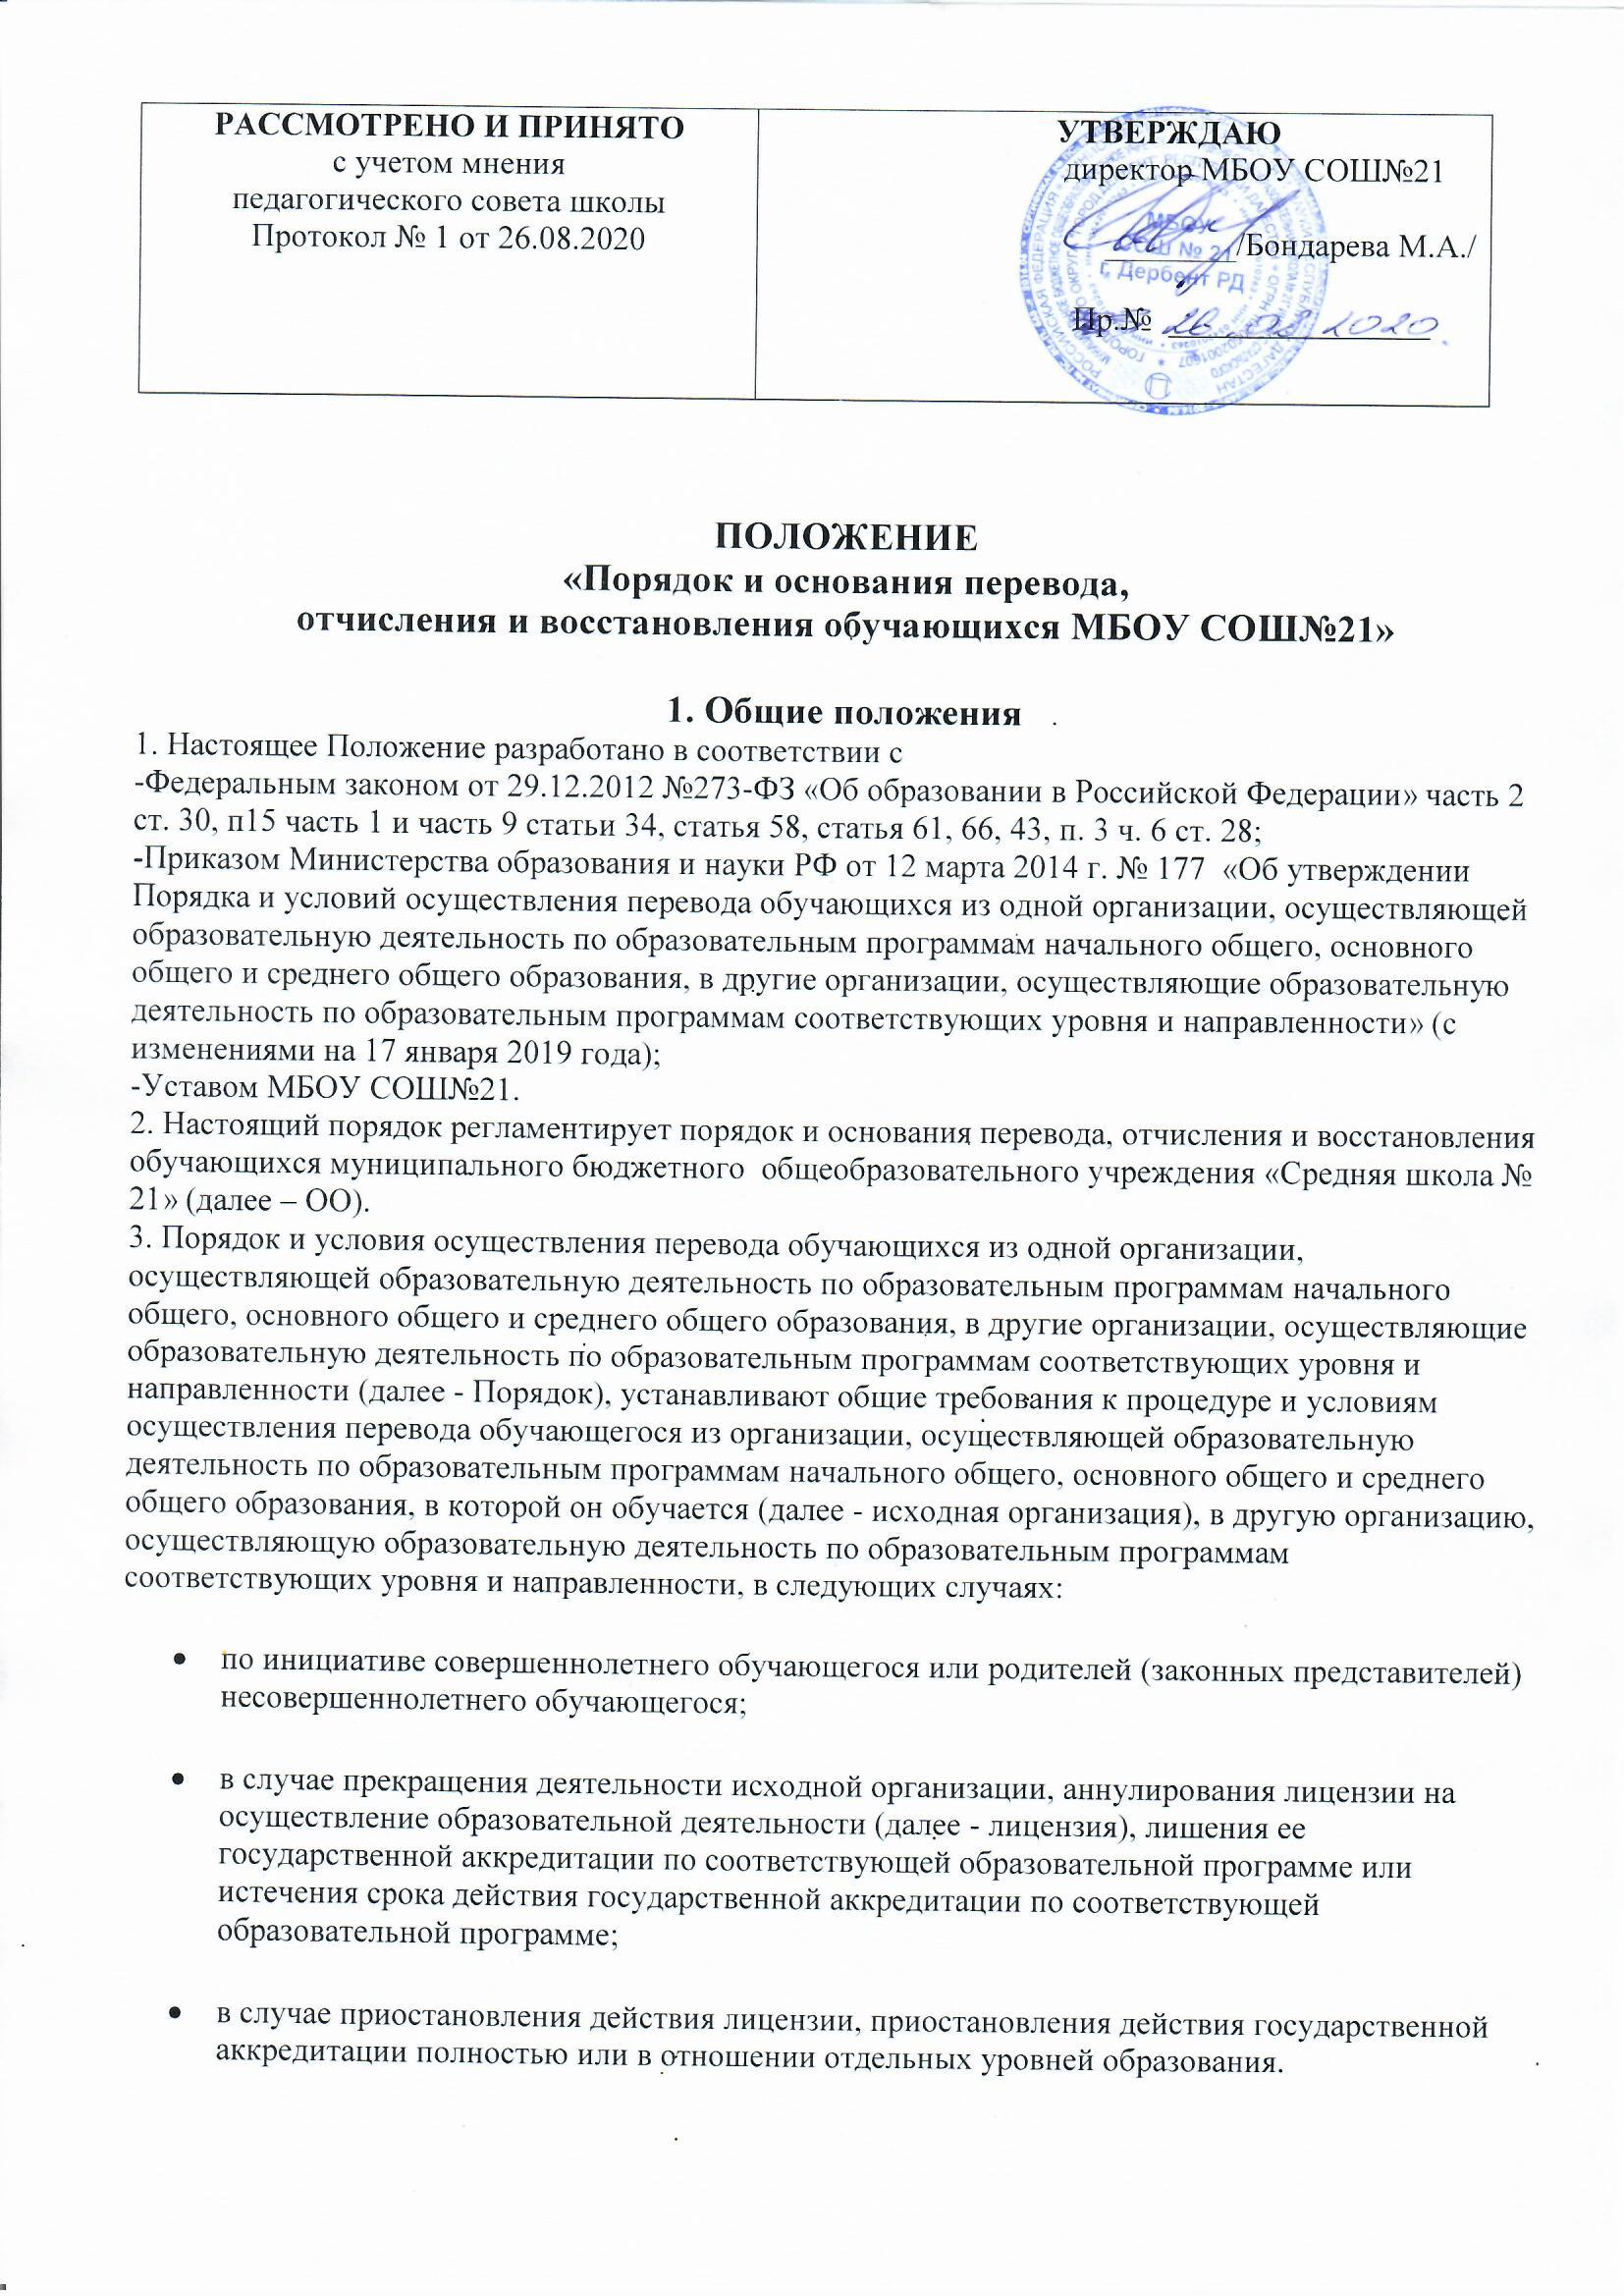 РАССМОТРЕНО И ПРИНЯТО
с учетом мнения
педагогического совета школы
Протокол № 1 от 26.08.2020
УТВЕРЖДАЮ
директор МБОУ СОШ№21
МБОУ
СОШ № 21
г. Дербент РД
/Бондарева М.А./
Пр.№ 26.08.2020.
ПОЛОЖЕНИЕ
«Порядок и основания перевода,
отчисления и восстановления обучающихся МБОУ СОШ№21»
1. Общие положения
1. Настоящее Положение разработано в соответствии с
-Федеральным законом от 29.12.2012 №273-ФЗ «Об образовании в Российской Федерации» часть 2
ст. 30, п15 часть 1 и часть 9 статьи 34, статья 58, статья 61, 66, 43, п. 3 ч. 6 ст. 28;
-Приказом Министерства образования и науки РФ от 12 марта 2014 г. № 177 «Об утверждении
Порядка и условий осуществления перевода обучающихся из одной организации, осуществляющей
образовательную деятельность по образовательным программам начального общего, основного
общего и среднего общего образования, в другие организации, осуществляющие образовательную
деятельность по образовательным программам соответствующих уровня и направленности» (с
изменениями на 17 января 2019 года);
-Уставом МБОУ СОШ№21.
2. Настоящий порядок регламентирует порядок и основания перевода, отчисления и восстановления
обучающихся муниципального бюджетного общеобразовательного учреждения «Средняя школа №
21» (далее – ОО).
3. Порядок и условия осуществления перевода обучающихся из одной организации,
осуществляющей образовательную деятельность по образовательным программам начального
общего, основного общего и среднего общего образования, в другие организации, осуществляющие
образовательную деятельность по образовательным программам соответствующих уровня и
направленности (далее - Порядок), устанавливают общие требования к процедуре и условиям
осуществления перевода обучающегося из организации, осуществляющей образовательную
деятельность по образовательным программам начального общего, основного общего и среднего
общего образования, в которой он обучается (далее - исходная организация), в другую организацию,
осуществляющую образовательную деятельность по образовательным программам
соответствующих уровня и направленности, в следующих случаях:
• по инициативе совершеннолетнего обучающегося или родителей (законных представителей)
несовершеннолетнего обучающегося;
• в случае прекращения деятельности исходной организации, аннулирования лицензии на
осуществление образовательной деятельности (далее - лицензия), лишения ее
государственной аккредитации по соответствующей образовательной программе или
истечения срока действия государственной аккредитации по соответствующей
образовательной программе;
• в случае приостановления действия лицензии, приостановления действия государственной
аккредитации полностью или в отношении отдельных уровней образования.